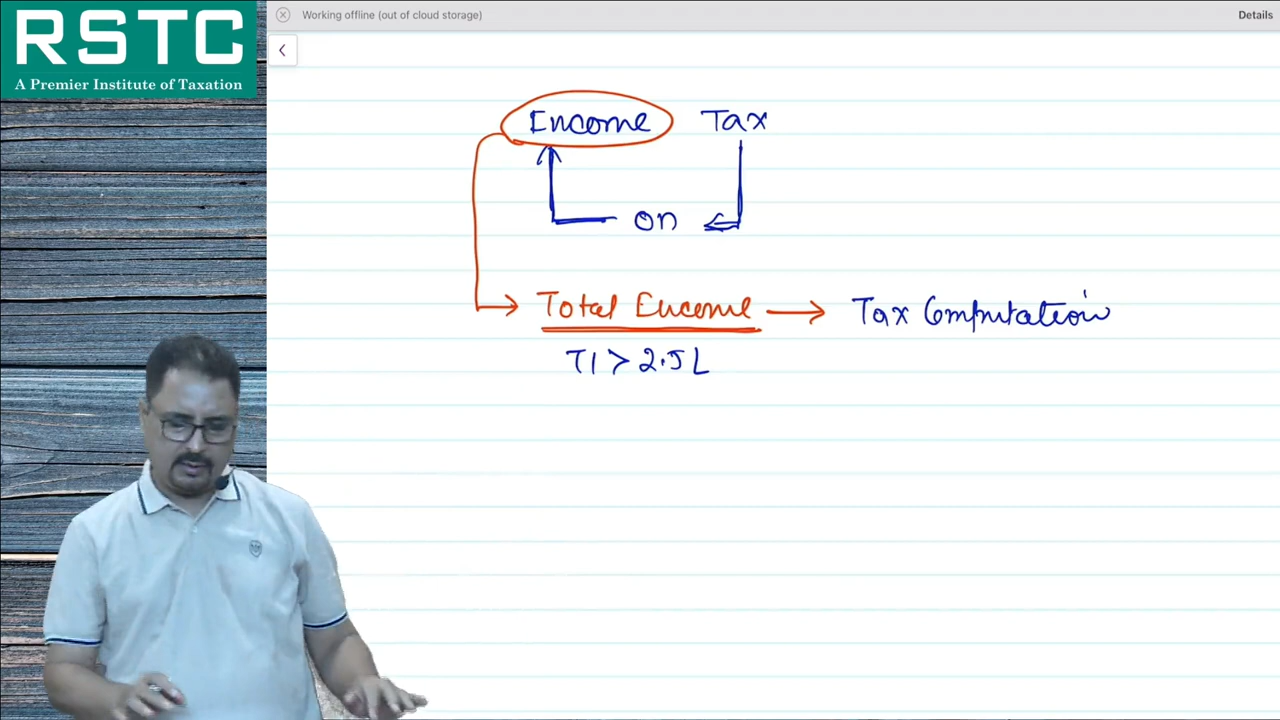 RSTC
A Premier Institute of Taxation
Working offline (out of cloud storage)
Details
Income Tax
on
Total Income → Tax Computation
TI > 2.5L